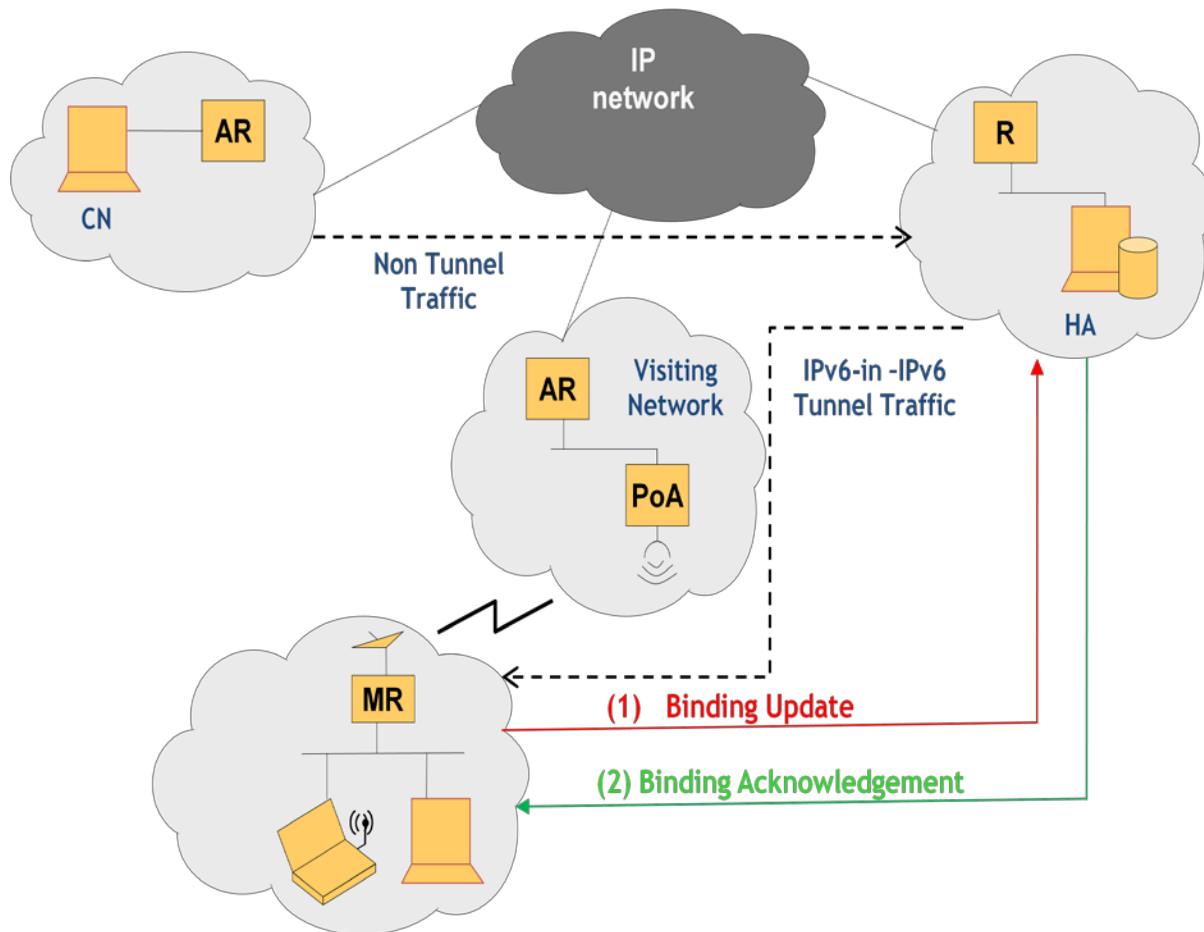 IP
network
AR
CN
R
HA
Non Tunnel
Traffic
AR
Visiting
Network
PoA
IPv6-in -IPv6
Tunnel Traffic
MR
(1) Binding Update
(2) Binding Acknowledgement